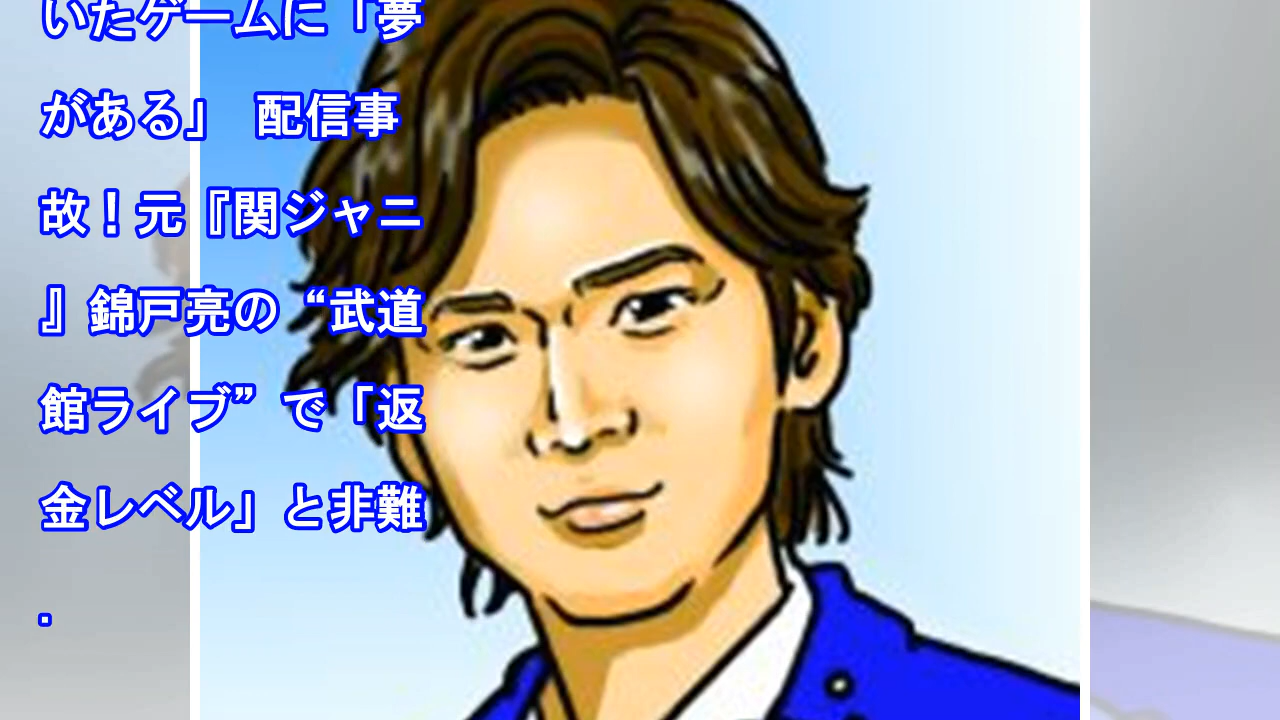 いたゲームに「夢
がある」 配信事
故！元『関ジャニ
』錦戸亮の“武道
館ライブ”で「返
金レベル」と非難
.